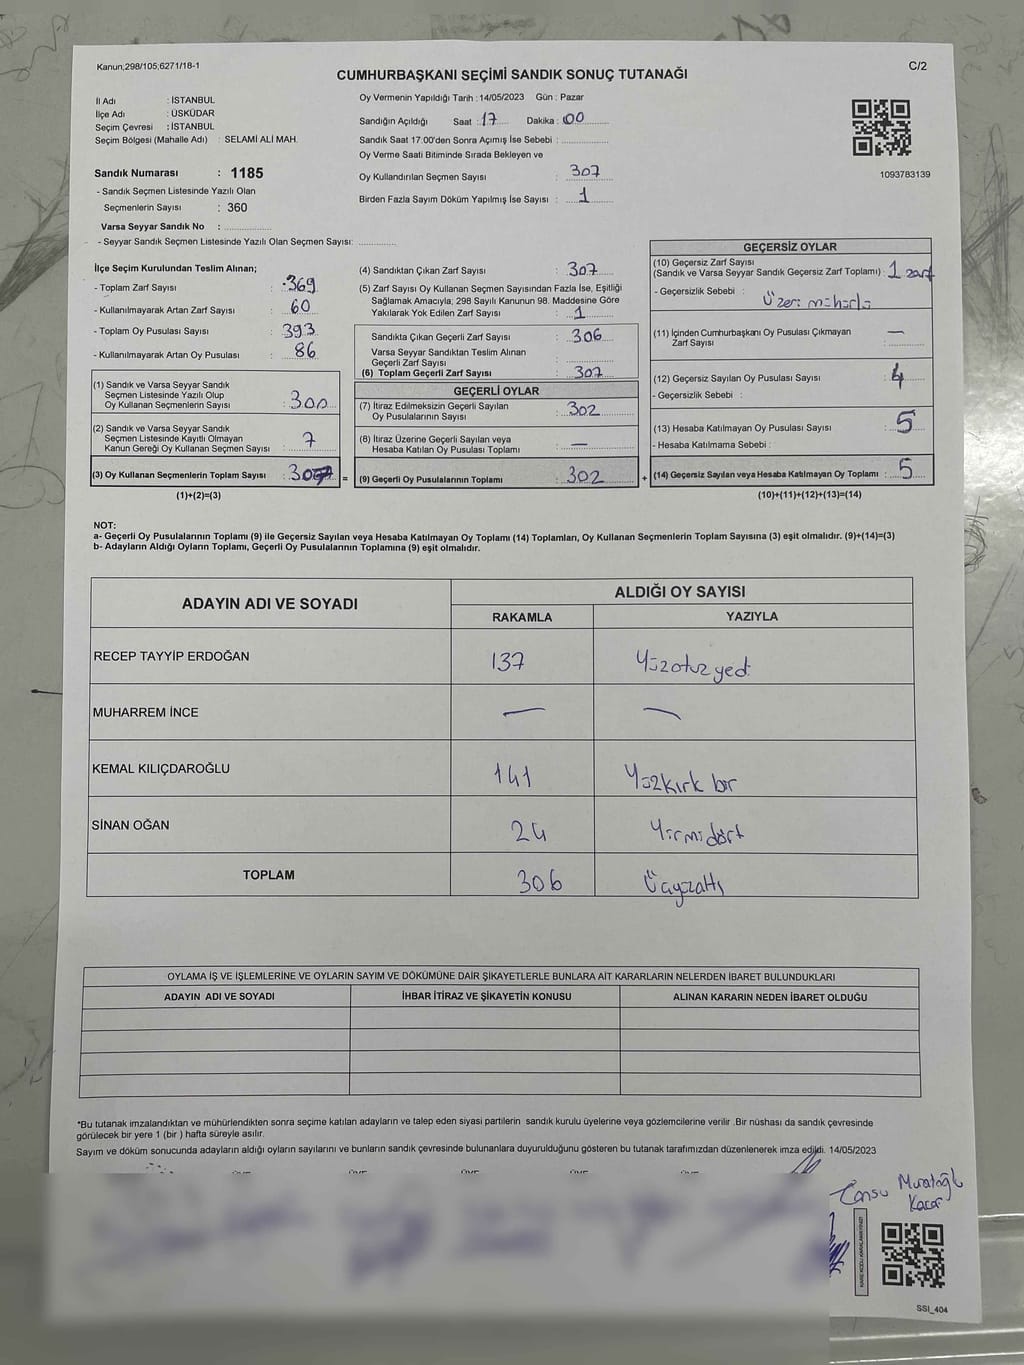 Kanun;298/105;6271/18-1
C/2
CUMHURBAŞKANI SEÇİMİ SANDIK SONUÇ TUTANAĞI
İl Adı : İSTANBUL
İlçe Adı : ÜSKÜDAR
Seçim Çevresi : İSTANBUL
Seçim Bölgesi (Mahalle Adı) : SELAMİ ALİ MAH.
Sandık Numarası : 1185
- Sandık Seçmen Listesinde Yazılı Olan
Seçmenlerin Sayısı : 360
Varsa Seyyar Sandık No :
- Seyyar Sandık Seçmen Listesinde Yazılı Olan Seçmen Sayısı:
Oy Vermenin Yapıldığı Tarih : 14/05/2023 Gün : Pazar
Sandığın Açıldığı Saat : 17 Dakika : 00
Sandık Saat 17.00'den Sonra Açımış İse Sebebi :
Oy Verme Saati Bitiminde Sırada Bekleyen ve
Oy Kullandırılan Seçmen Sayısı : 307
Birden Fazla Sayım Döküm Yapılmış İse Sayısı : 1
1093783139
İlçe Seçim Kurulundan Teslim Alınan;
- Toplam Zarf Sayısı : 369
- Kullanılmayarak Artan Zarf Sayısı : 60
- Toplam Oy Pusulası Sayısı : 393
- Kullanılmayarak Artan Oy Pusulası : 86
(1) Sandık ve Varsa Seyyar Sandık
Seçmen Listesinde Yazılı Olup
Oy Kullanan Seçmenlerin Sayısı : 300
(2) Sandık ve Varsa Seyyar Sandık
Seçmen Listesinde Kayıtlı Olmayan
Kanun Gereği Oy Kullanan Seçmen Sayısı : 7
(3) Oy Kullanan Seçmenlerin Toplam Sayısı : 307 =
(1)+(2)=(3)
(4) Sandıktan Çıkan Zarf Sayısı : 307
(5) Zarf Sayısı Oy Kullanan Seçmen Sayısından Fazla İse, Eşitliği
Sağlamak Amacıyla; 298 Sayılı Kanunun 98. Maddesine Göre
Yakılarak Yok Edilen Zarf Sayısı : 1
Sandıkta Çıkan Geçerli Zarf Sayısı : 306
Varsa Seyyar Sandıktan Teslim Alınan
Geçerli Zarf Sayısı :
(6) Toplam Geçerli Zarf Sayısı : 307
GEÇERLİ OYLAR
(7) İtiraz Edilmeksizin Geçerli Sayılan
Oy Pusulalarının Sayısı : 302
(8) İtiraz Üzerine Geçerli Sayılan veya
Hesaba Katılan Oy Pusulası Toplamı : —
(9) Geçerli Oy Pusulalarının Toplamı : 302 +
GEÇERSİZ OYLAR
(10) Geçersiz Zarf Sayısı
(Sandık ve Varsa Seyyar Sandık Geçersiz Zarf Toplamı) : 1 zarf
- Geçersizlik Sebebi : Üzeri mühürlü
(11) İçinden Cumhurbaşkanı Oy Pusulası Çıkmayan
Zarf Sayısı : —
(12) Geçersiz Sayılan Oy Pusulası Sayısı : 4
- Geçersizlik Sebebi :
(13) Hesaba Katılmayan Oy Pusulası Sayısı : 5
- Hesaba Katılmama Sebebi :
(14) Geçersiz Sayılan veya Hesaba Katılmayan Oy Toplamı : 5
(10)+(11)+(12)+(13)=(14)
NOT:
a- Geçerli Oy Pusulalarının Toplamı (9) ile Geçersiz Sayılan veya Hesaba Katılmayan Oy Toplamı (14) Toplamları, Oy Kullanan Seçmenlerin Toplam Sayısına (3) eşit olmalıdır. (9)+(14)=(3)
b- Adayların Aldığı Oyların Toplamı, Geçerli Oy Pusulalarının Toplamına (9) eşit olmalıdır.
ADAYIN ADI VE SOYADI
ALDIĞI OY SAYISI
RAKAMLA YAZIYLA
RECEP TAYYİP ERDOĞAN 137 Yüzotuzyedi
MUHARREM İNCE — —
KEMAL KILIÇDAROĞLU 141 Yüzkırk bir
SİNAN OĞAN 24 Yirmidört
TOPLAM 306 Üçyüzaltı
OYLAMA İŞ VE İŞLEMLERİNE VE OYLARIN SAYIM VE DÖKÜMÜNE DAİR ŞİKAYETLERLE BUNLARA AİT KARARLARIN NELERDEN İBARET BULUNDUKLARI
ADAYIN ADI VE SOYADI İHBAR İTİRAZ VE ŞİKAYETİN KONUSU ALINAN KARARIN NEDEN İBARET OLDUĞU
*Bu tutanak imzalandıktan ve mühürlendikten sonra seçime katılan adayların ve talep eden siyasi partilerin sandık kurulu üyelerine veya gözlemcilerine verilir .Bir nüshası da sandık çevresinde
görülecek bir yere 1 (bir ) hafta süreyle asılır.
Sayım ve döküm sonucunda adayların aldığı oyların sayılarını ve bunların sandık çevresinde bulunanlara duyurulduğunu gösteren bu tutanak tarafımızdan düzenlenerek imza edildi. 14/05/2023
Cansu Muratoğlu
Kacar
KARE KODU KARALAMAYINIZ!
SSI_404